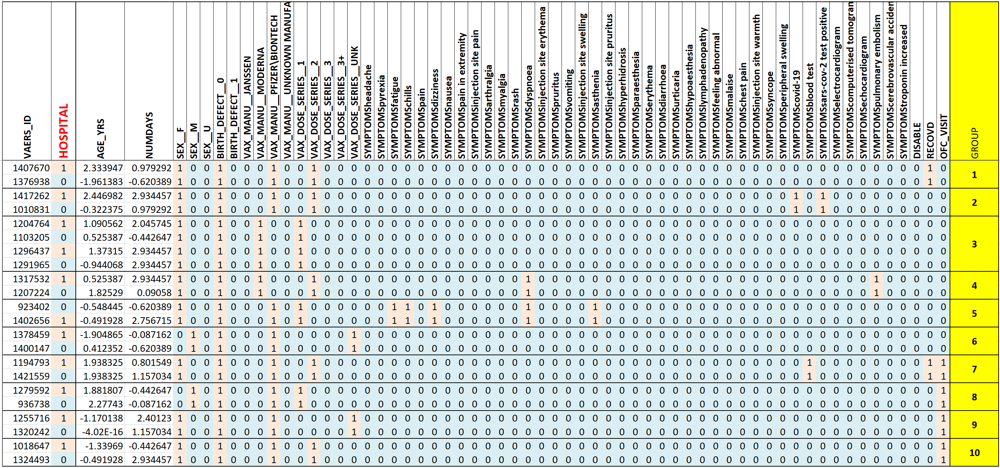 VAERS_ID HOSPITAL AGE_YRS NUMDAYS SEX__F SEX__M SEX__U BIRTH_DEFECT__0 BIRTH_DEFECT__1 VAX_MANU__JANSSEN VAX_MANU__MODERNA VAX_MANU__PFIZER\BIONTECH VAX_MANU__UNKNOWN MANUFA VAX_DOSE_SERIES__1 VAX_DOSE_SERIES__2 VAX_DOSE_SERIES__3 VAX_DOSE_SERIES__3+ VAX_DOSE_SERIES__UNK SYMPTOMSheadache SYMPTOMSpyrexia SYMPTOMSfatigue SYMPTOMSchills SYMPTOMSpain SYMPTOMSdizziness SYMPTOMSnausea SYMPTOMSpain in extremity SYMPTOMSinjection site pain SYMPTOMSarthralgia SYMPTOMSmyalgia SYMPTOMSrash SYMPTOMSdyspnoea SYMPTOMSinjection site erythema SYMPTOMSpruritus SYMPTOMSvomiting SYMPTOMSinjection site swelling SYMPTOMSasthenia SYMPTOMSinjection site pruritus SYMPTOMShyperhidrosis SYMPTOMSparaesthesia SYMPTOMSerythema SYMPTOMSdiarrhoea SYMPTOMSurticaria SYMPTOMShypoaesthesia SYMPTOMSlymphadenopathy SYMPTOMSfeeling abnormal SYMPTOMSmalaise SYMPTOMSchest pain SYMPTOMSinjection site warmth SYMPTOMSsyncope SYMPTOMSperipheral swelling SYMPTOMScovid-19 SYMPTOMSblood test SYMPTOMSsars-cov-2 test positive SYMPTOMSelectrocardiogram SYMPTOMScomputerised tomogran SYMPTOMSechocardiogram SYMPTOMSpulmonary embolism SYMPTOMScerebrovascular acciden SYMPTOMStroponin increased DISABLE RECOVD OFC_VISIT GROUP
1407670 1 2.333947 0.979292 1 0 0 1 0 0 0 1 0 0 1 0 0 0 0 0 0 0 0 0 0 0 0 0 0 0 0 0 0 0 0 0 0 0 0 0 0 0 0 0 0 0 0 0 0 0 0 0 0 0 0 0 0 0 0 0 1 0 1
1376938 0 -1.961383 -0.620389 1 0 0 1 0 0 0 1 0 0 1 0 0 0 0 0 0 0 0 0 0 0 0 0 0 0 0 0 0 0 0 0 0 0 0 0 0 0 0 0 0 0 0 0 0 0 0 0 0 0 0 0 0 0 0 0 1 0
1417262 1 2.446982 2.934457 1 0 0 1 0 0 0 1 0 0 1 0 0 0 0 0 0 0 0 0 0 0 0 0 0 0 0 0 0 0 0 0 0 0 0 0 0 0 0 0 0 0 0 0 0 0 1 0 1 0 0 0 0 0 0 0 0 0 2
1010831 0 -0.322375 0.979292 1 0 0 1 0 0 0 1 0 0 1 0 0 0 0 0 0 0 0 0 0 0 0 0 0 0 0 0 0 0 0 0 0 0 0 0 0 0 0 0 0 0 0 0 0 0 1 0 1 0 0 0 0 0 0 0 0 0
1204764 1 1.090562 2.045745 1 0 0 1 0 0 1 0 0 1 0 0 0 0 0 0 0 0 0 0 0 0 0 0 0 0 0 0 0 0 0 0 0 0 0 0 0 0 0 0 0 0 0 0 0 0 0 0 0 0 0 0 0 0 0 0 0 0 3
1103205 0 0.525387 -0.442647 1 0 0 1 0 0 1 0 0 1 0 0 0 0 0 0 0 0 0 0 0 0 0 0 0 0 0 0 0 0 0 0 0 0 0 0 0 0 0 0 0 0 0 0 0 0 0 0 0 0 0 0 0 0 0 0 0 0
1296437 1 1.37315 2.934457 1 0 0 1 0 0 1 0 0 1 0 0 0 0 0 0 0 0 0 0 0 0 0 0 0 0 0 0 0 0 0 0 0 0 0 0 0 0 0 0 0 0 0 0 0 0 0 0 0 0 0 0 0 0 0 0 0 0
1291965 0 -0.944068 2.934457 1 0 0 1 0 0 1 0 0 1 0 0 0 0 0 0 0 0 0 0 0 0 0 0 0 0 0 0 0 0 0 0 0 0 0 0 0 0 0 0 0 0 0 0 0 0 0 0 0 0 0 0 0 0 0 0 0 0
1317532 1 0.525387 2.934457 1 0 0 1 0 0 1 0 0 0 1 0 0 0 0 0 0 0 0 0 0 0 0 0 0 0 1 0 0 0 0 0 0 0 0 0 0 0 0 0 0 0 0 0 0 0 0 0 0 0 0 0 1 0 0 0 0 0 4
1207224 0 1.82529 0.09058 1 0 0 1 0 0 1 0 0 0 1 0 0 0 0 0 0 0 0 0 0 0 0 0 0 0 1 0 0 0 0 0 0 0 0 0 0 0 0 0 0 0 0 0 0 0 0 0 0 0 0 0 1 0 0 0 0 0
923402 0 -0.548445 -0.620389 1 0 0 1 0 0 0 1 0 1 0 0 0 0 0 0 1 1 0 1 0 0 0 0 0 0 1 0 0 0 0 1 0 0 0 0 0 0 0 0 0 0 0 0 0 0 0 0 0 0 0 0 0 0 0 0 0 0 5
1402656 1 -0.491928 2.756715 1 0 0 1 0 0 0 1 0 1 0 0 0 0 0 0 1 1 0 1 0 0 0 0 0 0 1 0 0 0 0 1 0 0 0 0 0 0 0 0 0 0 0 0 0 0 0 0 0 0 0 0 0 0 0 0 0 0
1378459 1 -1.904865 -0.087162 0 1 0 1 0 0 0 1 0 0 0 0 0 1 0 0 0 0 0 0 0 0 0 0 0 0 0 0 0 0 0 0 0 0 0 0 0 0 0 0 0 0 0 0 0 0 0 0 0 0 0 0 0 0 0 0 0 0 6
1400147 0 0.412352 -0.620389 0 1 0 1 0 0 0 1 0 0 0 0 0 1 0 0 0 0 0 0 0 0 0 0 0 0 0 0 0 0 0 0 0 0 0 0 0 0 0 0 0 0 0 0 0 0 0 0 0 0 0 0 0 0 0 0 0 0
1194793 1 1.938325 0.801549 1 0 0 1 0 0 0 1 0 0 1 0 0 0 0 0 0 0 0 0 0 0 0 0 0 0 0 0 0 0 0 0 0 0 0 0 0 0 0 0 0 0 0 0 0 0 0 1 0 0 0 0 0 0 0 0 1 1 7
1421559 0 1.938325 1.157034 1 0 0 1 0 0 0 1 0 0 1 0 0 0 0 0 0 0 0 0 0 0 0 0 0 0 0 0 0 0 0 0 0 0 0 0 0 0 0 0 0 0 0 0 0 0 0 1 0 0 0 0 0 0 0 0 1 1
1279592 1 1.881807 -0.442647 0 1 0 1 0 0 0 1 0 1 0 0 0 0 0 0 0 0 0 0 0 0 0 0 0 0 0 0 0 0 0 0 0 0 0 0 0 0 0 0 0 0 0 0 0 0 0 0 0 0 0 0 0 0 0 0 0 1 8
936738 0 2.27743 -0.087162 0 1 0 1 0 0 0 1 0 1 0 0 0 0 0 0 0 0 0 0 0 0 0 0 0 0 0 0 0 0 0 0 0 0 0 0 0 0 0 0 0 0 0 0 0 0 0 0 0 0 0 0 0 0 0 0 0 1
1255716 1 -1.170138 2.40123 1 0 0 1 0 0 0 1 0 0 0 0 0 1 0 0 0 0 0 0 0 0 0 0 0 0 0 0 0 0 0 0 0 0 0 0 0 0 0 0 0 0 0 0 0 0 0 0 0 0 0 0 0 0 0 0 0 1 9
1320242 0 -4.02E-16 1.157034 1 0 0 1 0 0 0 1 0 0 0 0 0 1 0 0 0 0 0 0 0 0 0 0 0 0 0 0 0 0 0 0 0 0 0 0 0 0 0 0 0 0 0 0 0 0 0 0 0 0 0 0 0 0 0 0 0 1
1018647 1 -1.33969 -0.442647 1 0 0 1 0 0 0 1 0 0 1 0 0 0 0 0 0 0 0 0 0 0 0 0 0 0 0 0 0 0 0 0 0 0 0 0 0 0 0 0 0 0 0 0 0 0 0 0 0 0 0 0 0 0 0 0 0 1 10
1324493 0 -0.491928 2.934457 1 0 0 1 0 0 0 1 0 0 1 0 0 0 0 0 0 0 0 0 0 0 0 0 0 0 0 0 0 0 0 0 0 0 0 0 0 0 0 0 0 0 0 0 0 0 0 0 0 0 0 0 0 0 0 0 0 1